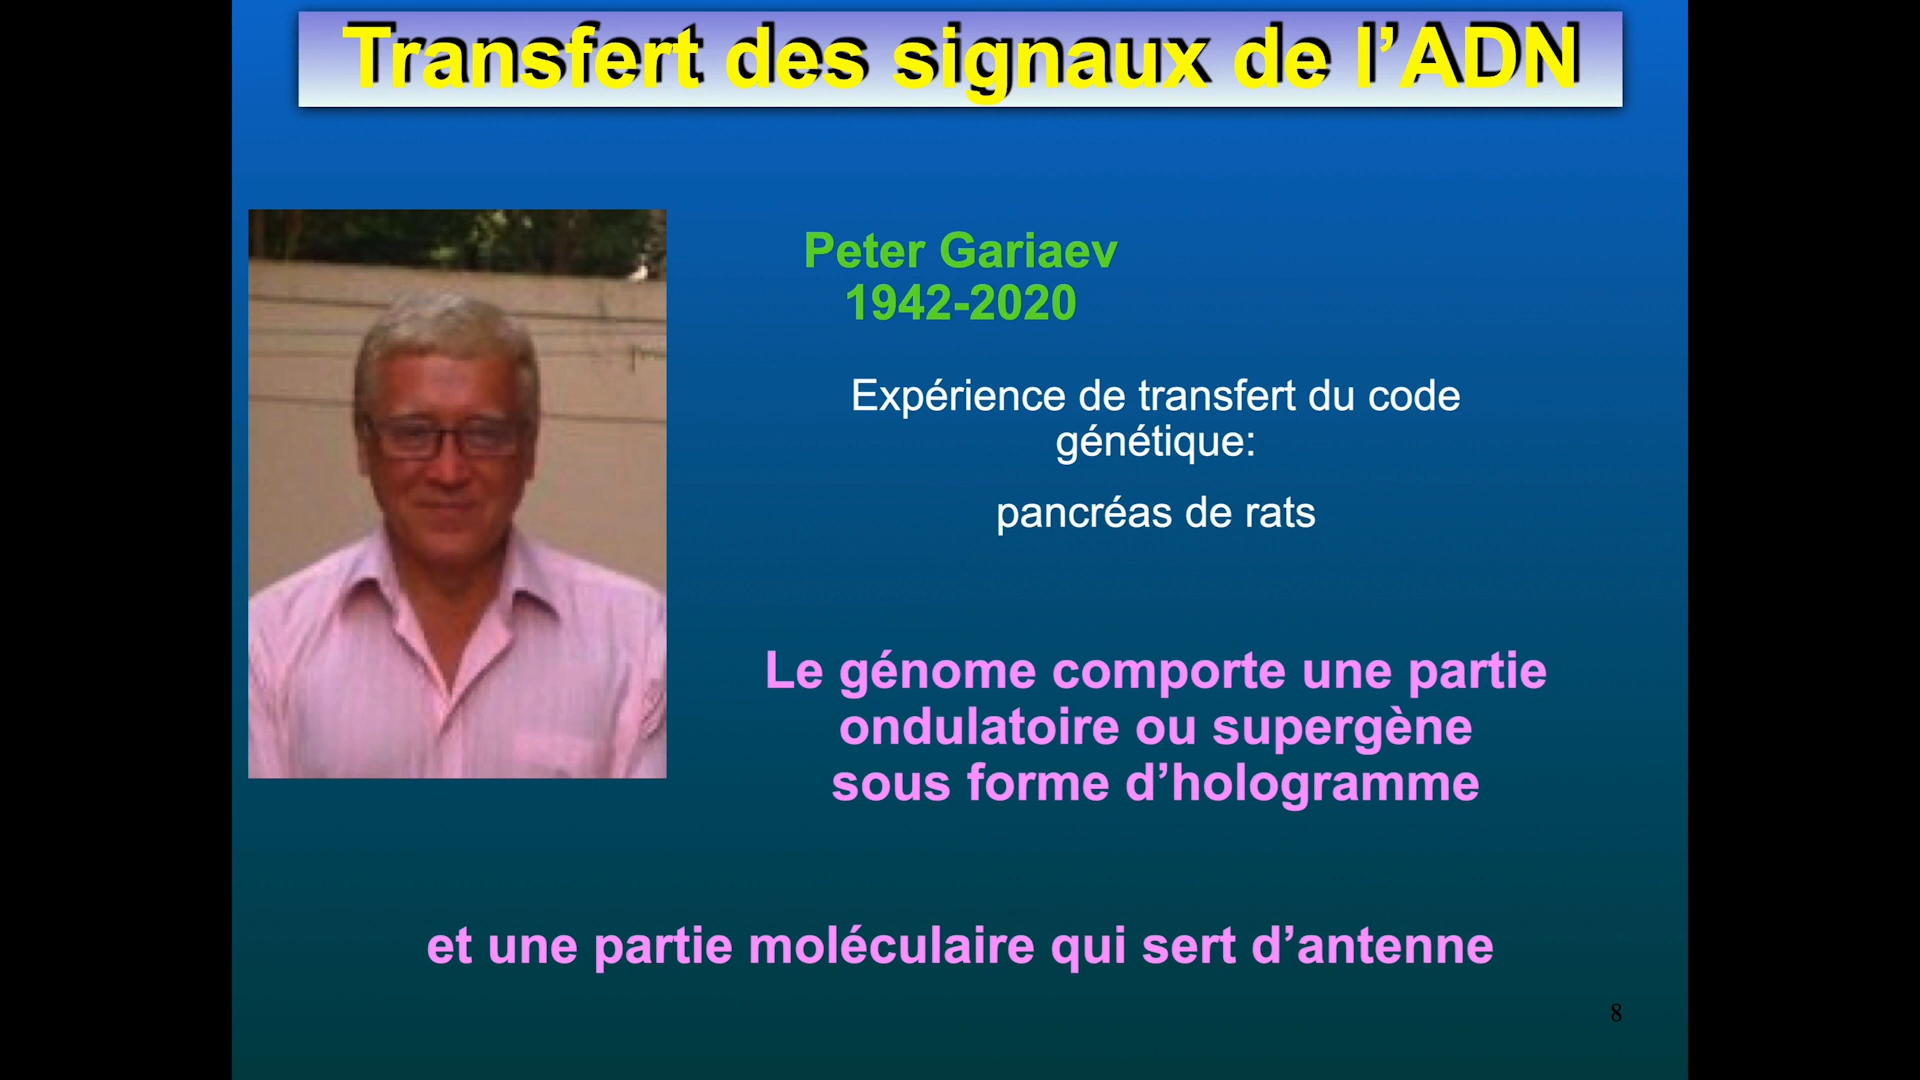 Transfert des signaux de l’ADN
Peter Gariaev
1942-2020
Expérience de transfert du code
génétique:
pancréas de rats
Le génome comporte une partie
ondulatoire ou supergène
sous forme d’hologramme
et une partie moléculaire qui sert d’antenne
8